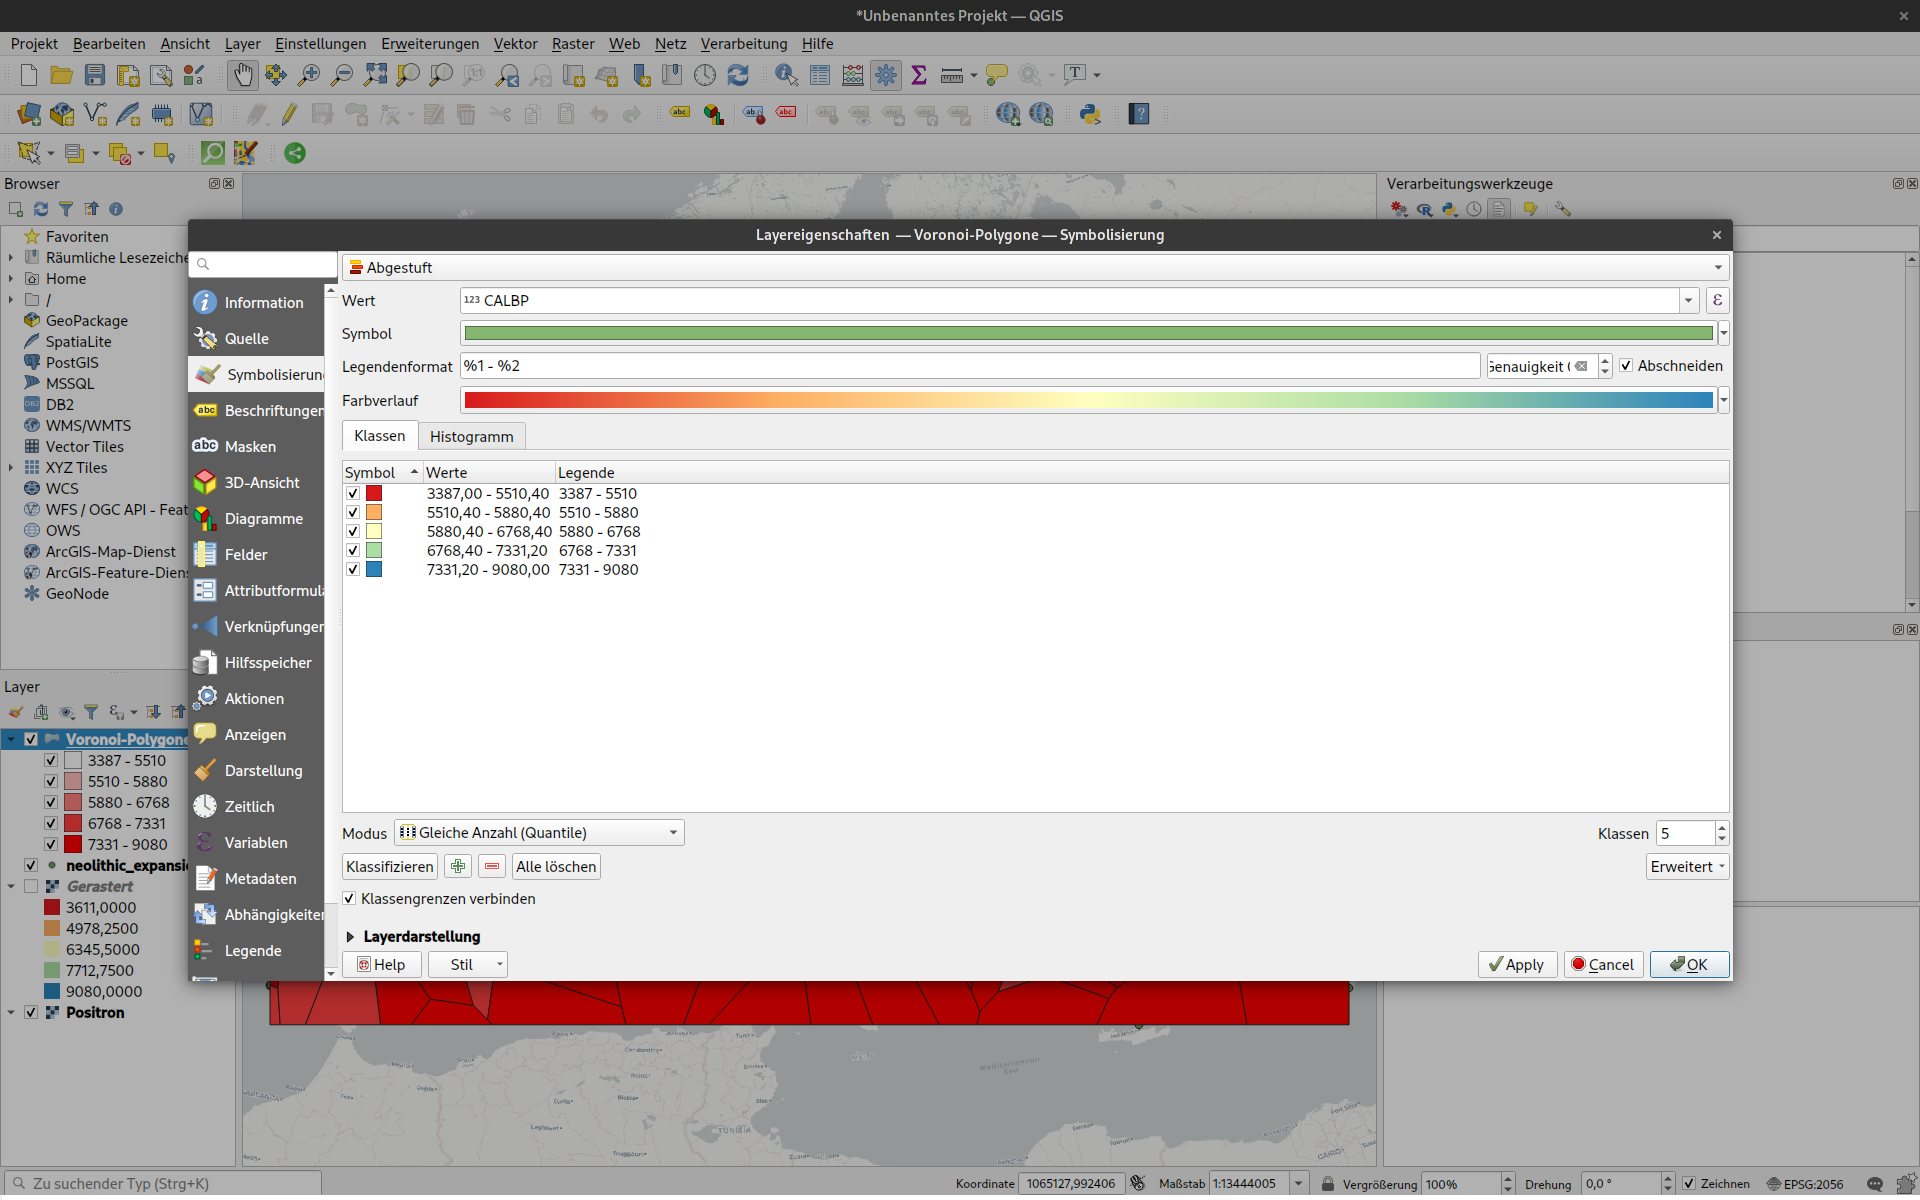 *Unbenanntes Projekt — QGIS
Projekt Bearbeiten Ansicht Layer Einstellungen Erweiterungen Vektor Raster Web Netz Verarbeitung Hilfe
Browser
Favoriten
Räumliche Lesezeiche
Home
/
GeoPackage
SpatiaLite
PostGIS
MSSQL
DB2
WMS/WMTS
Vector Tiles
XYZ Tiles
WCS
WFS / OGC API - Feat
OWS
ArcGIS-Map-Dienst
ArcGIS-Feature-Diens
GeoNode
Layer
Voronoi-Polygone
3387 - 5510
5510 - 5880
5880 - 6768
6768 - 7331
7331 - 9080
neolithic_expansi
Gerastert
3611,0000
4978,2500
6345,5000
7712,7500
9080,0000
Positron
Verarbeitungswerkzeuge
Layereigenschaften — Voronoi-Polygone — Symbolisierung
Information
Quelle
Symbolisierun
Beschriftungen
Masken
3D-Ansicht
Diagramme
Felder
Attributformula
Verknüpfungen
Hilfsspeicher
Aktionen
Anzeigen
Darstellung
Zeitlich
Variablen
Metadaten
Abhängigkeiten
Legende
Abgestuft
Wert 123 CALBP
Symbol
Legendenformat %1 - %2 Genauigkeit Abschneiden
Farbverlauf
Klassen Histogramm
Symbol Werte Legende
3387,00 - 5510,40 3387 - 5510
5510,40 - 5880,40 5510 - 5880
5880,40 - 6768,40 5880 - 6768
6768,40 - 7331,20 6768 - 7331
7331,20 - 9080,00 7331 - 9080
Modus Gleiche Anzahl (Quantile) Klassen 5
Klassifizieren Alle löschen Erweitert
Klassengrenzen verbinden
Layerdarstellung
Help Stil Apply Cancel OK
TUNISIA
Zu suchender Typ (Strg+K) Koordinate 1065127,992406 Maßstab 1:13444005 Vergrößerung 100% Drehung 0,0 ° Zeichnen EPSG:2056